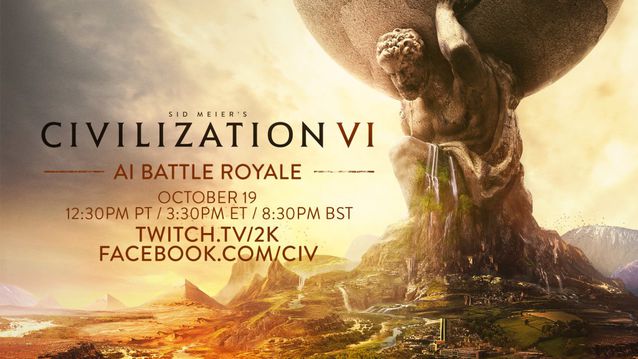 SID MEIER'S
CIVILIZATION VI
AI BATTLE ROYALE
OCTOBER 19
12:30PM PT / 3:30PM ET / 8:30PM BST
TWITCH.TV/2K
FACEBOOK.COM/CIV